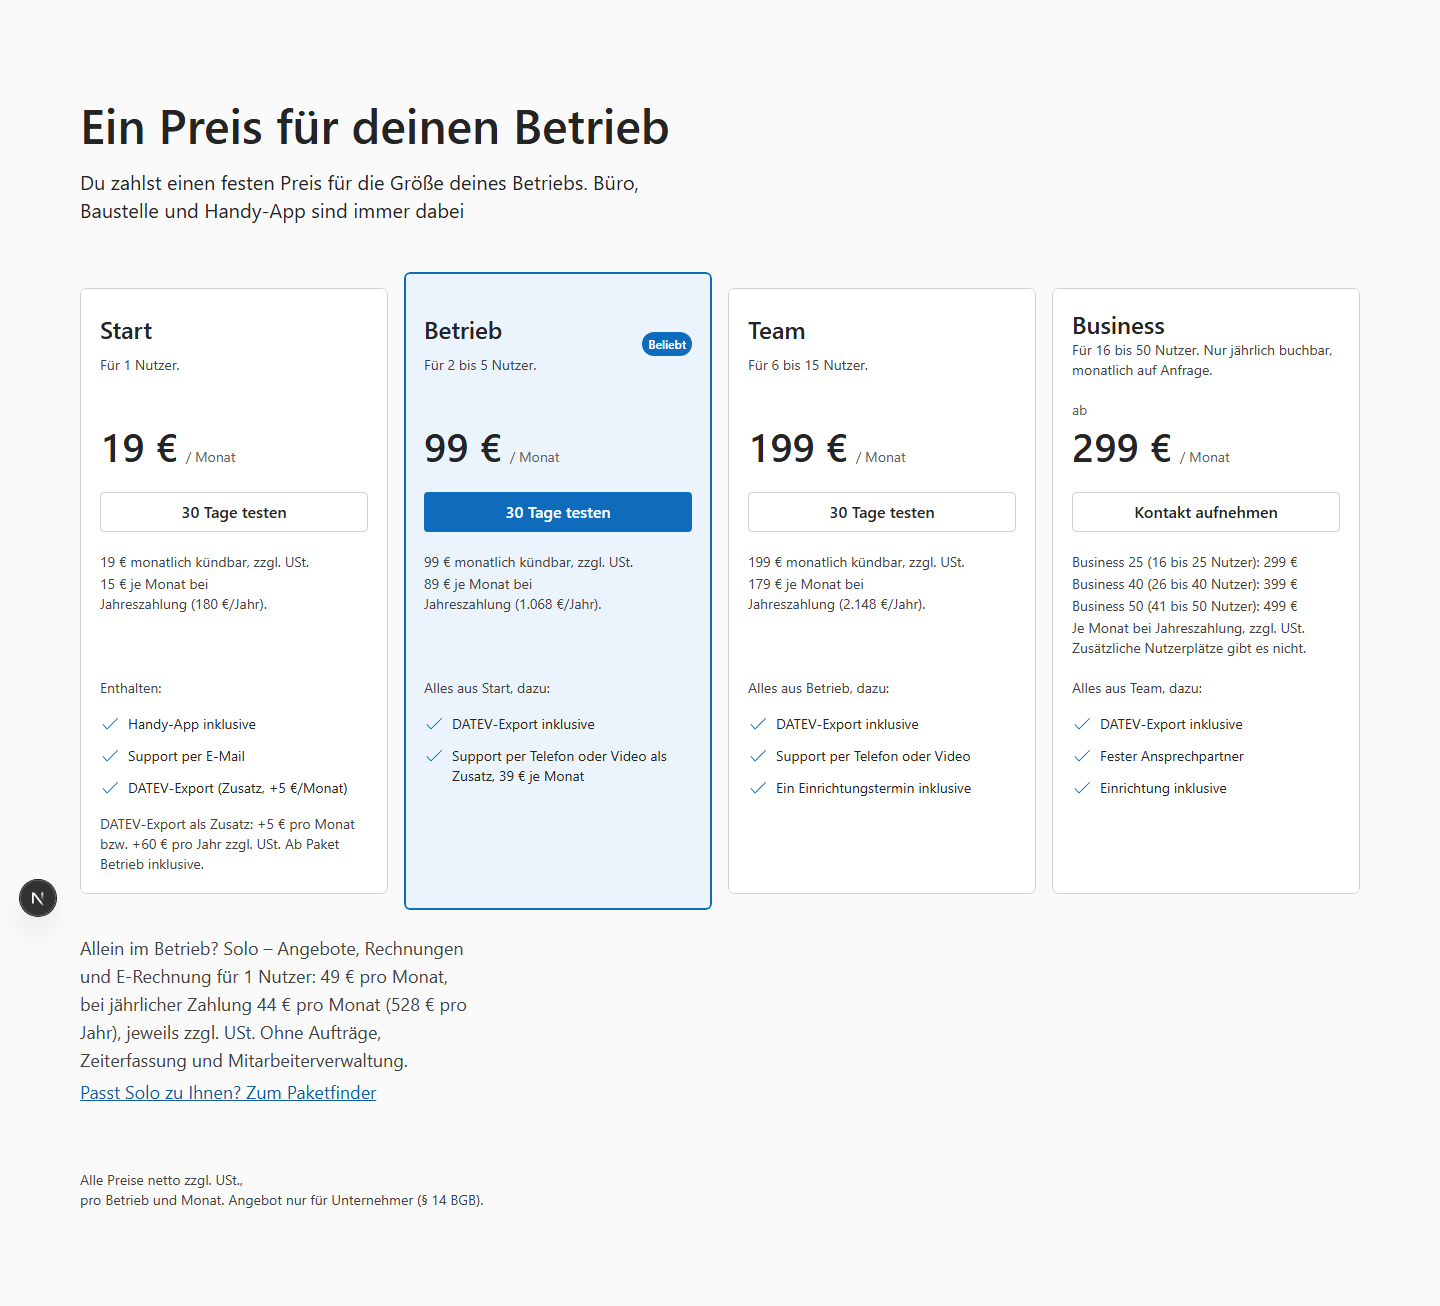 Ein Preis für deinen Betrieb
Du zahlst einen festen Preis für die Größe deines Betriebs. Büro,
Baustelle und Handy-App sind immer dabei
Start
Für 1 Nutzer.
19 € / Monat
30 Tage testen
19 € monatlich kündbar, zzgl. USt.
15 € je Monat bei
Jahreszahlung (180 €/Jahr).
Enthalten:
Handy-App inklusive
Support per E-Mail
DATEV-Export (Zusatz, +5 €/Monat)
DATEV-Export als Zusatz: +5 € pro Monat
bzw. +60 € pro Jahr zzgl. USt. Ab Paket
Betrieb inklusive.
Betrieb
Beliebt
Für 2 bis 5 Nutzer.
99 € / Monat
30 Tage testen
99 € monatlich kündbar, zzgl. USt.
89 € je Monat bei
Jahreszahlung (1.068 €/Jahr).
Alles aus Start, dazu:
DATEV-Export inklusive
Support per Telefon oder Video als
Zusatz, 39 € je Monat
Team
Für 6 bis 15 Nutzer.
199 € / Monat
30 Tage testen
199 € monatlich kündbar, zzgl. USt.
179 € je Monat bei
Jahreszahlung (2.148 €/Jahr).
Alles aus Betrieb, dazu:
DATEV-Export inklusive
Support per Telefon oder Video
Ein Einrichtungstermin inklusive
Business
Für 16 bis 50 Nutzer. Nur jährlich buchbar,
monatlich auf Anfrage.
ab
299 € / Monat
Kontakt aufnehmen
Business 25 (16 bis 25 Nutzer): 299 €
Business 40 (26 bis 40 Nutzer): 399 €
Business 50 (41 bis 50 Nutzer): 499 €
Je Monat bei Jahreszahlung, zzgl. USt.
Zusätzliche Nutzerplätze gibt es nicht.
Alles aus Team, dazu:
DATEV-Export inklusive
Fester Ansprechpartner
Einrichtung inklusive
N
Allein im Betrieb? Solo – Angebote, Rechnungen
und E-Rechnung für 1 Nutzer: 49 € pro Monat,
bei jährlicher Zahlung 44 € pro Monat (528 € pro
Jahr), jeweils zzgl. USt. Ohne Aufträge,
Zeiterfassung und Mitarbeiterverwaltung.
Passt Solo zu Ihnen? Zum Paketfinder
Alle Preise netto zzgl. USt.,
pro Betrieb und Monat. Angebot nur für Unternehmer (§ 14 BGB).